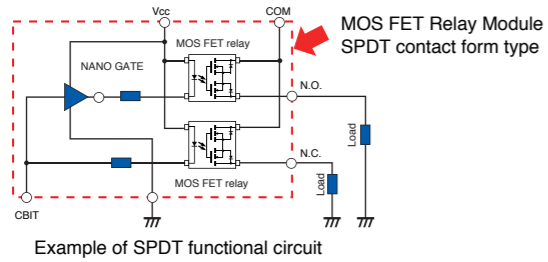 Vcc
COM
MOS FET Relay Module
SPDT contact form type
MOS FET relay
NANO GATE
N.O.
N.C.
Load
Load
MOS FET relay
CBIT
Example of SPDT functional circuit